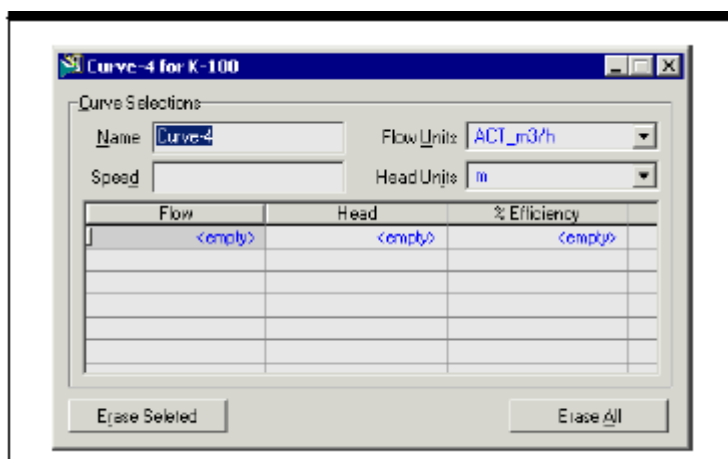 Curve-4 for K-100
Curve Selections
Name Curve-4 Flow Units ACT_m3/h
Speed Head Units m
Flow Head % Efficiency
<empty> <empty> <empty>
Erase Seleted Erase All